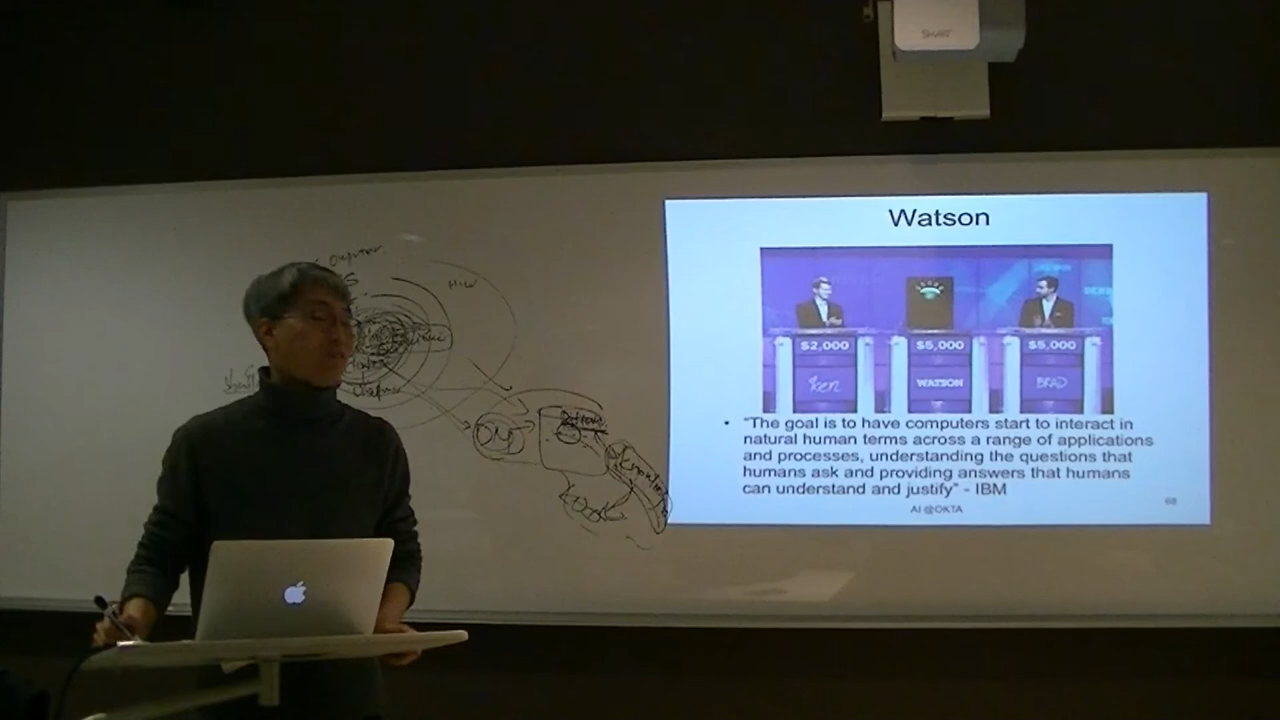 SMART
Watson
$2,000
$5,000
$5,000
Ken
WATSON
BRAD
• "The goal is to have computers start to interact in
natural human terms across a range of applications
and processes, understanding the questions that
humans ask and providing answers that humans
can understand and justify" - IBM
AI @OKTA
68